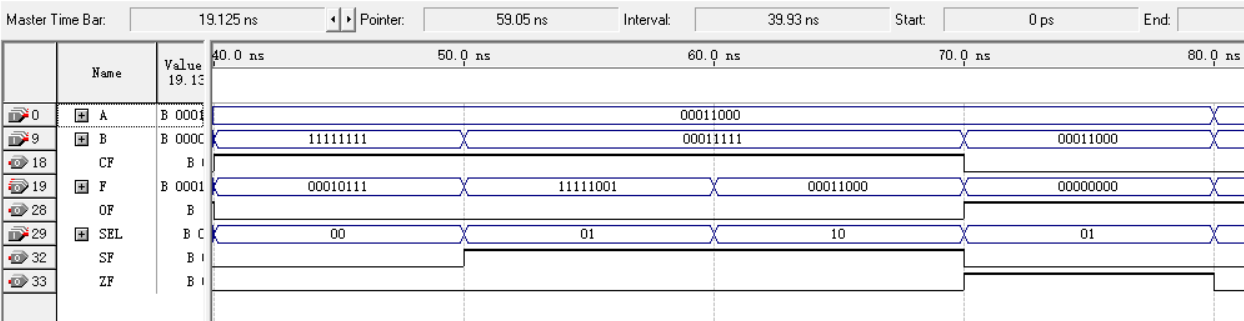 Master Time Bar: 19.125 ns Pointer: 59.05 ns Interval: 39.93 ns Start: 0 ps End:
Name Value 40.0 ns 50.0 ns 60.0 ns 70.0 ns 80.0 ns
19.13
0 A B 0001 00011000
9 B B 0000 11111111 00011111 00011000
18 CF B
19 F B 0001 00010111 11111001 00011000 00000000
28 OF B
29 SEL B 00 01 10 01
32 SF B
33 ZF B